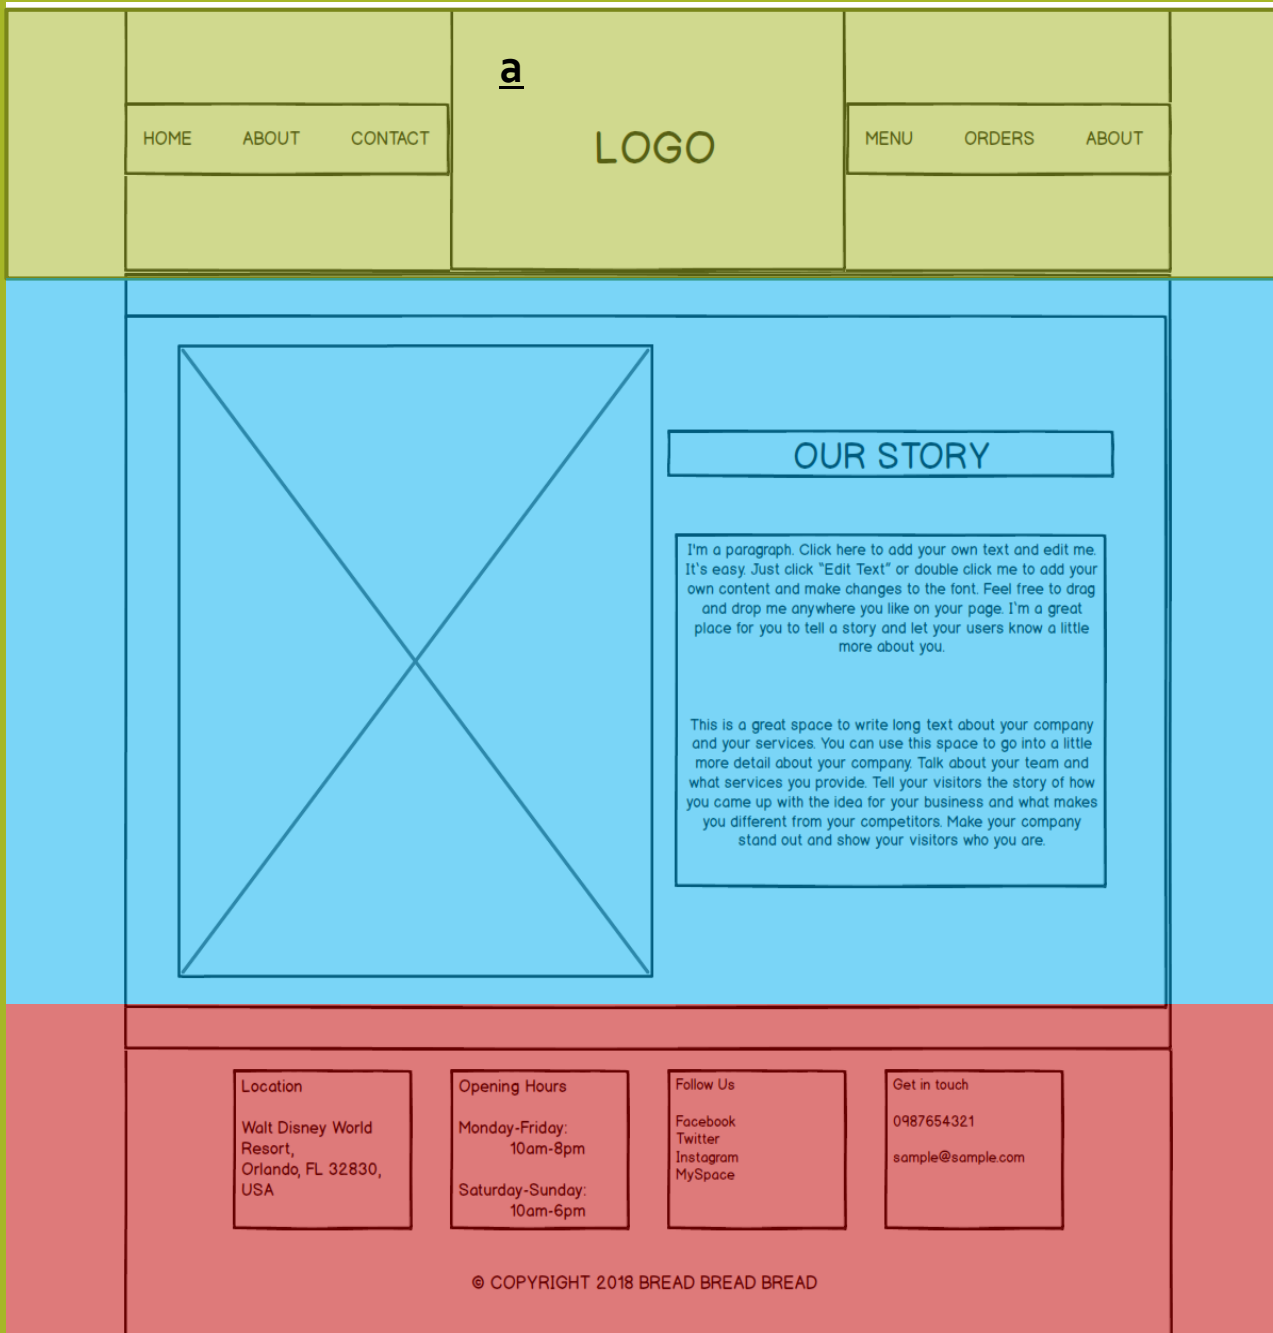 a
HOME ABOUT CONTACT
LOGO
MENU ORDERS ABOUT
OUR STORY
I'm a paragraph. Click here to add your own text and edit me.
It's easy. Just click "Edit Text" or double click me to add your
own content and make changes to the font. Feel free to drag
and drop me anywhere you like on your page. I'm a great
place for you to tell a story and let your users know a little
more about you.
This is a great space to write long text about your company
and your services. You can use this space to go into a little
more detail about your company. Talk about your team and
what services you provide. Tell your visitors the story of how
you came up with the idea for your business and what makes
you different from your competitors. Make your company
stand out and show your visitors who you are.
Location
Walt Disney World
Resort,
Orlando, FL 32830,
USA
Opening Hours
Monday-Friday:
10am-8pm
Saturday-Sunday:
10am-6pm
Follow Us
Facebook
Twitter
Instagram
MySpace
Get in touch
0987654321
sample@sample.com
© COPYRIGHT 2018 BREAD BREAD BREAD